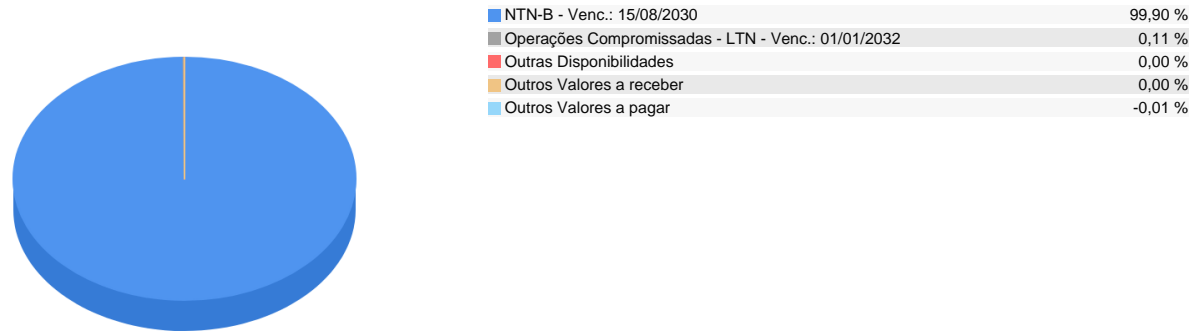 NTN-B - Venc.: 15/08/2030 99,90 %
Operações Compromissadas - LTN - Venc.: 01/01/2032 0,11 %
Outras Disponibilidades 0,00 %
Outros Valores a receber 0,00 %
Outros Valores a pagar -0,01 %